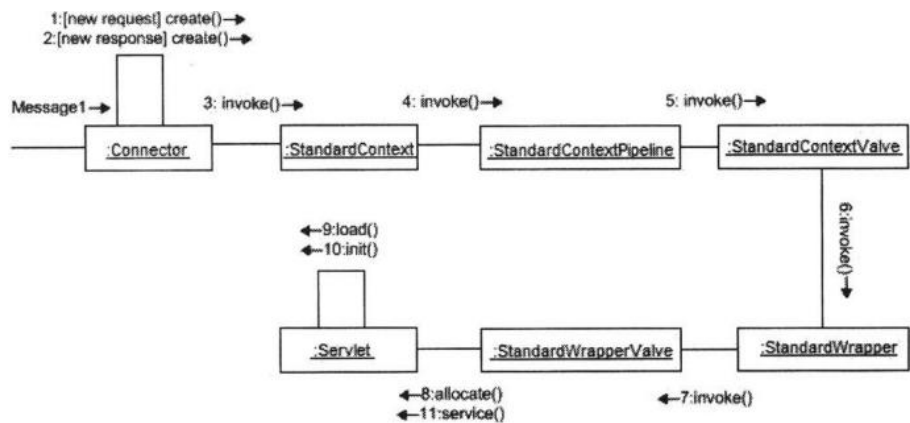 1:[new request] create()→
2:[new response] create()→
Message1→
3: invoke()→
4: invoke()→
5: invoke()→
:Connector
:StandardContext
:StandardContextPipeline
:StandardContextValve
6:invoke()→
←9:load()
←10:init()
:Servlet
:StandardWrapperValve
:StandardWrapper
←8:allocate()
←11:service()
←7:invoke()